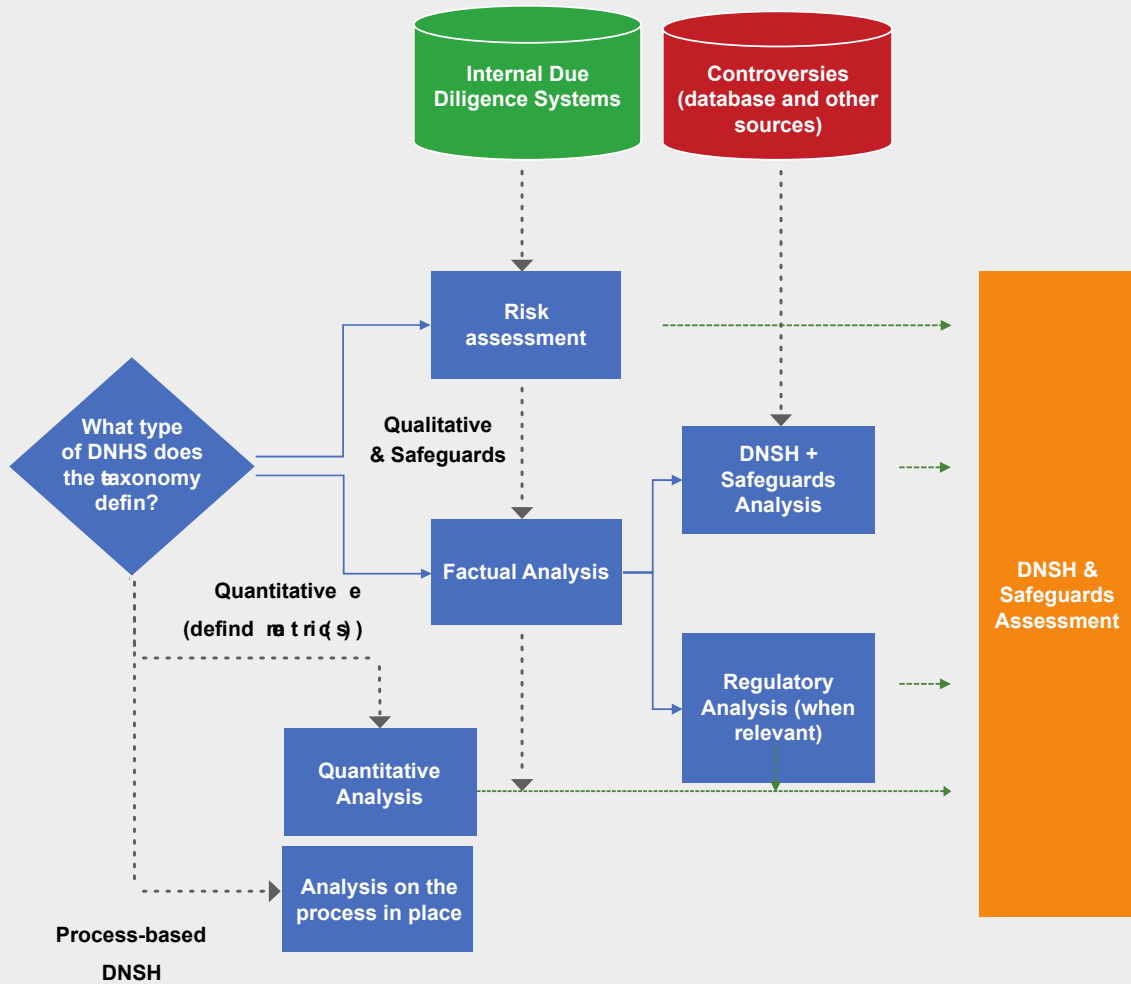 Internal Due
Diligence Systems
Controversies
(database and other
sources)
Risk
assessment
What type
of DNHS does
the taxonomy
defin?
Qualitative
& Safeguards
DNSH +
Safeguards
Analysis
Factual Analysis
DNSH &
Safeguards
Assessment
Quantitative e
(defind metric(s))
Regulatory
Analysis (when
relevant)
Quantitative
Analysis
Analysis on the
process in place
Process-based
DNSH